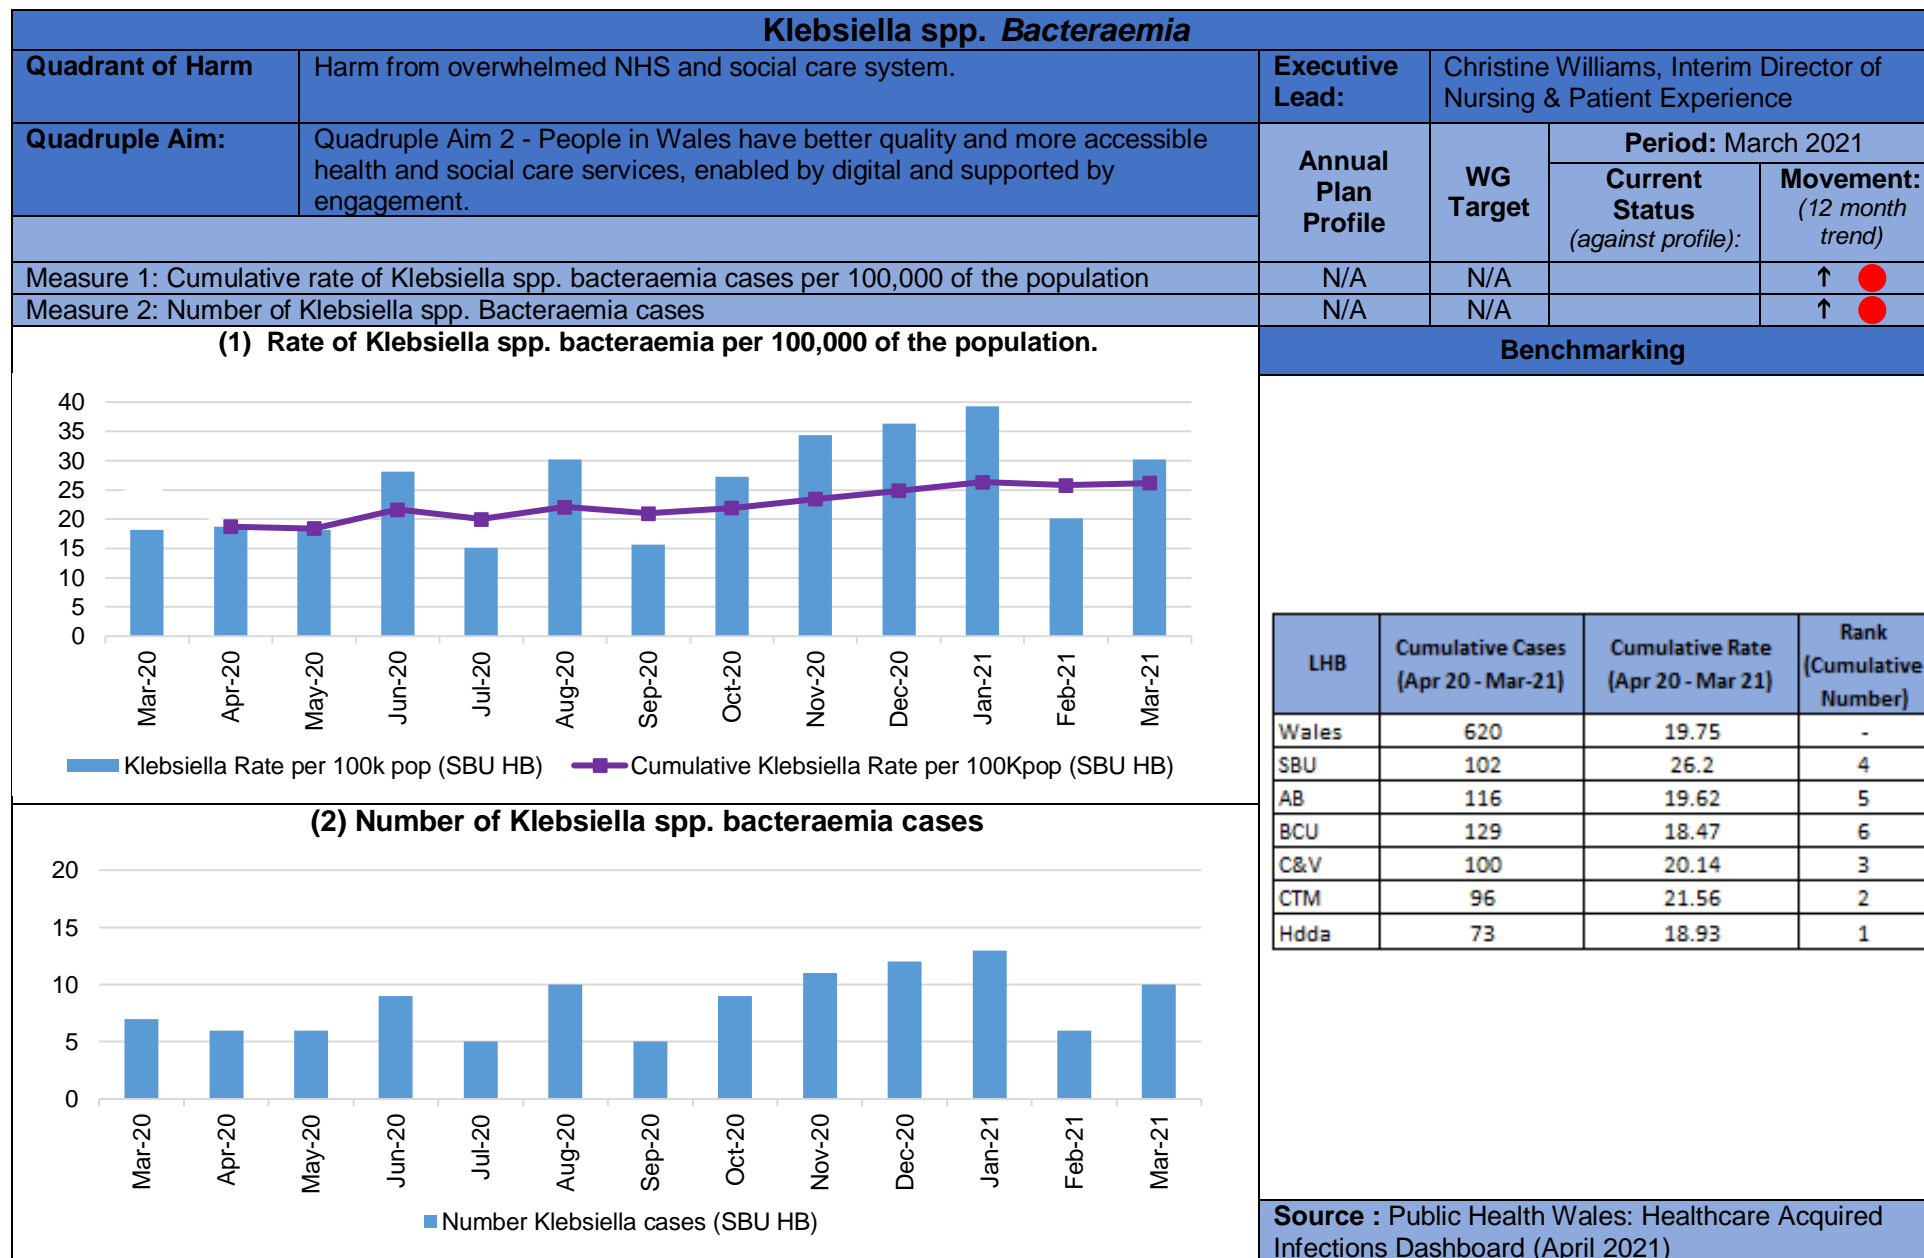 Klebsiella spp. Bacteraemia
Quadrant of Harm
Harm from overwhelmed NHS and social care system.
Executive
Lead:
Christine Williams, Interim Director of
Nursing & Patient Experience
Quadruple Aim:
Quadruple Aim 2 - People in Wales have better quality and more accessible
health and social care services, enabled by digital and supported by
engagement.
Annual
Plan
Profile
WG
Target
Period: March 2021
Current
Status
(against profile):
Movement:
(12 month
trend)
Measure 1: Cumulative rate of Klebsiella spp. bacteraemia cases per 100,000 of the population
N/A
N/A
↑
Measure 2: Number of Klebsiella spp. Bacteraemia cases
N/A
N/A
↑
(1) Rate of Klebsiella spp. bacteraemia per 100,000 of the population.
40
35
30
25
20
15
10
5
0
Mar-20
Apr-20
May-20
Jun-20
Jul-20
Aug-20
Sep-20
Oct-20
Nov-20
Dec-20
Jan-21
Feb-21
Mar-21
Klebsiella Rate per 100k pop (SBU HB)
Cumulative Klebsiella Rate per 100Kpop (SBU HB)
(2) Number of Klebsiella spp. bacteraemia cases
20
15
10
5
0
Mar-20
Apr-20
May-20
Jun-20
Jul-20
Aug-20
Sep-20
Oct-20
Nov-20
Dec-20
Jan-21
Feb-21
Mar-21
Number Klebsiella cases (SBU HB)
Benchmarking
LHB
Cumulative Cases
(Apr 20 - Mar-21)
Cumulative Rate
(Apr 20 - Mar 21)
Rank
(Cumulative
Number)
Wales 620 19.75 -
SBU 102 26.2 4
AB 116 19.62 5
BCU 129 18.47 6
C&V 100 20.14 3
CTM 96 21.56 2
Hdda 73 18.93 1
Source : Public Health Wales: Healthcare Acquired
Infections Dashboard (April 2021)